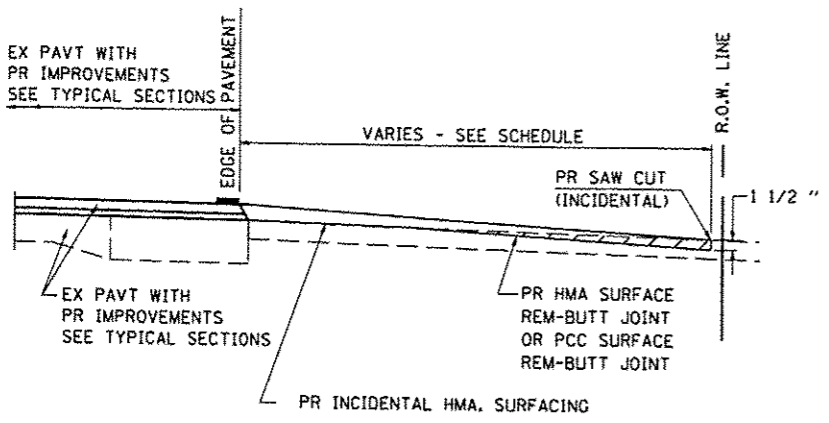 EX PAVT WITH
PR IMPROVEMENTS
SEE TYPICAL SECTIONS
EDGE OF PAVEMENT
VARIES - SEE SCHEDULE
R.O.W. LINE
PR SAW CUT
(INCIDENTAL)
1 1/2 "
EX PAVT WITH
PR IMPROVEMENTS
SEE TYPICAL SECTIONS
PR HMA SURFACE
REM-BUTT JOINT
OR PCC SURFACE
REM-BUTT JOINT
PR INCIDENTAL HMA. SURFACING